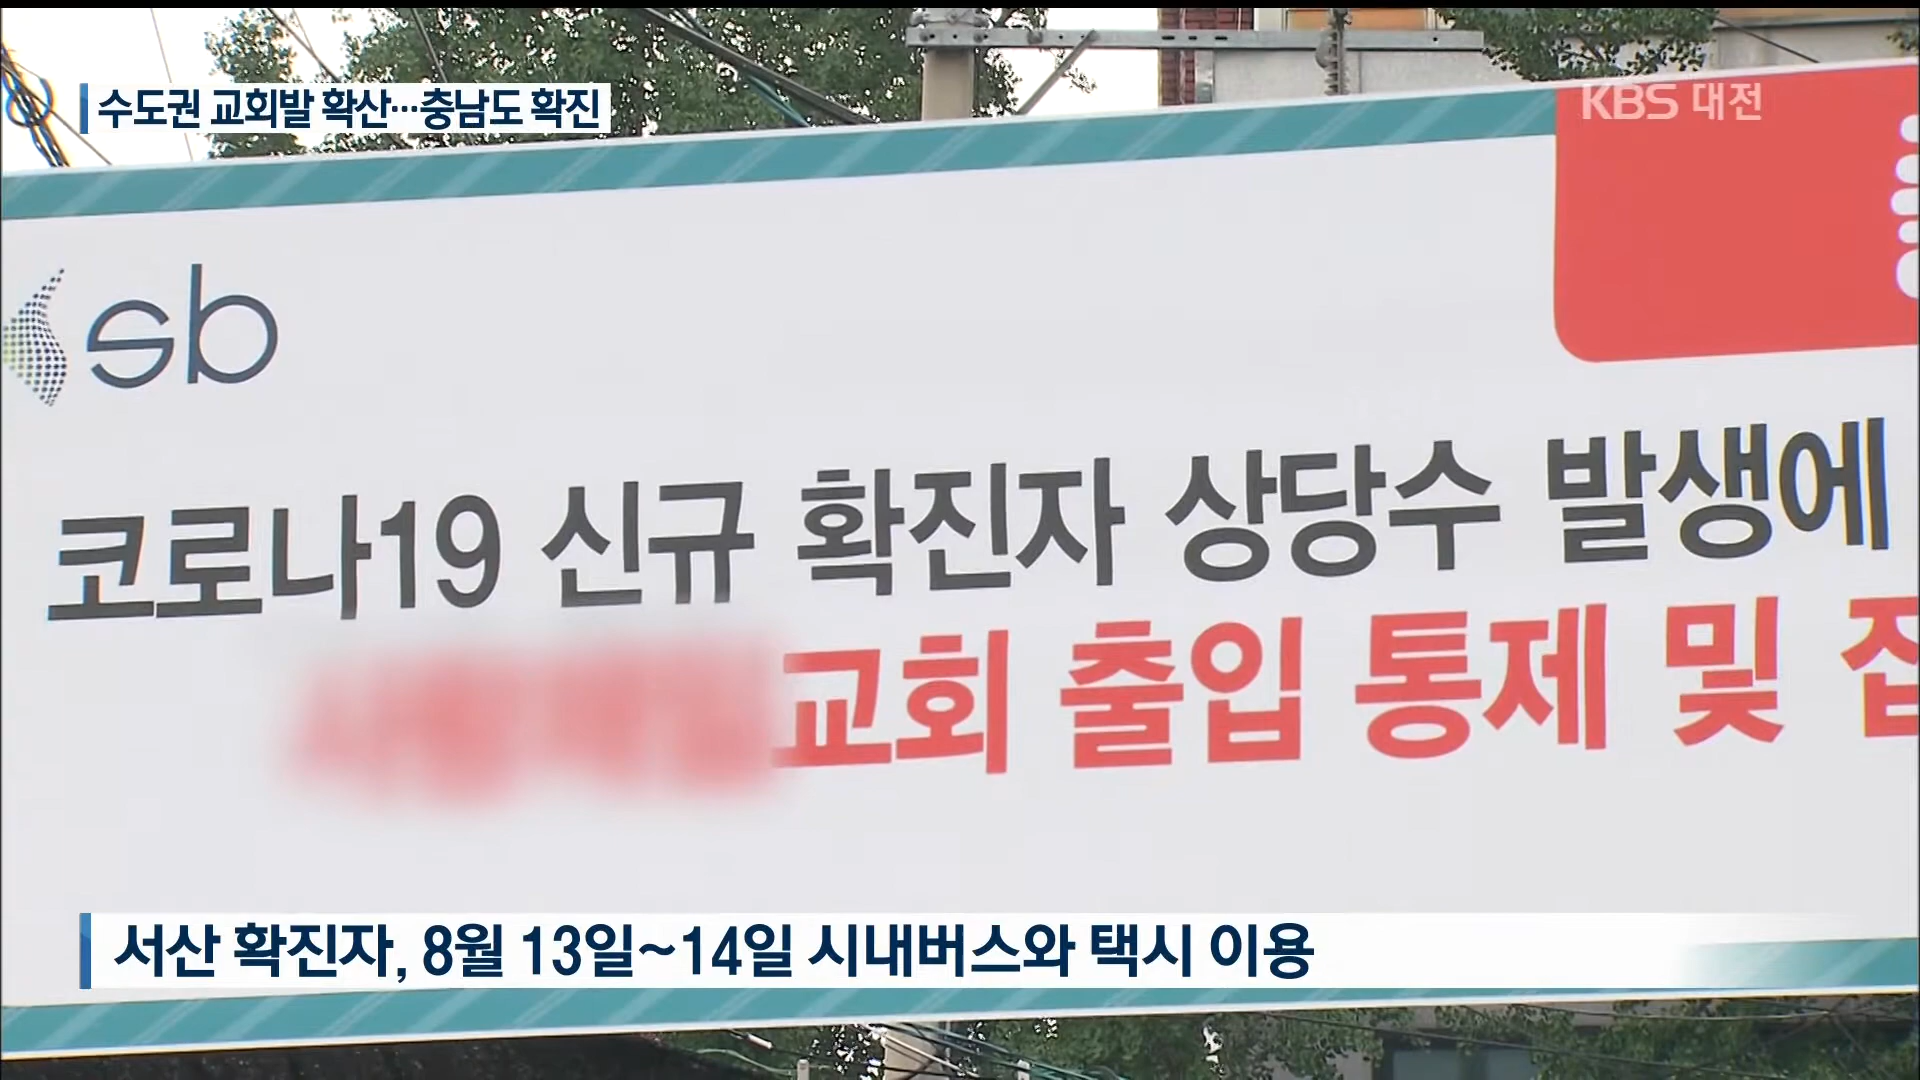 수도권 교회발 확산…충남도 확진
KBS 대전
sb
코로나19 신규 확진자 상당수 발생에
교회 출입 통제 및
서산 확진자, 8월 13일~14일 시내버스와 택시 이용